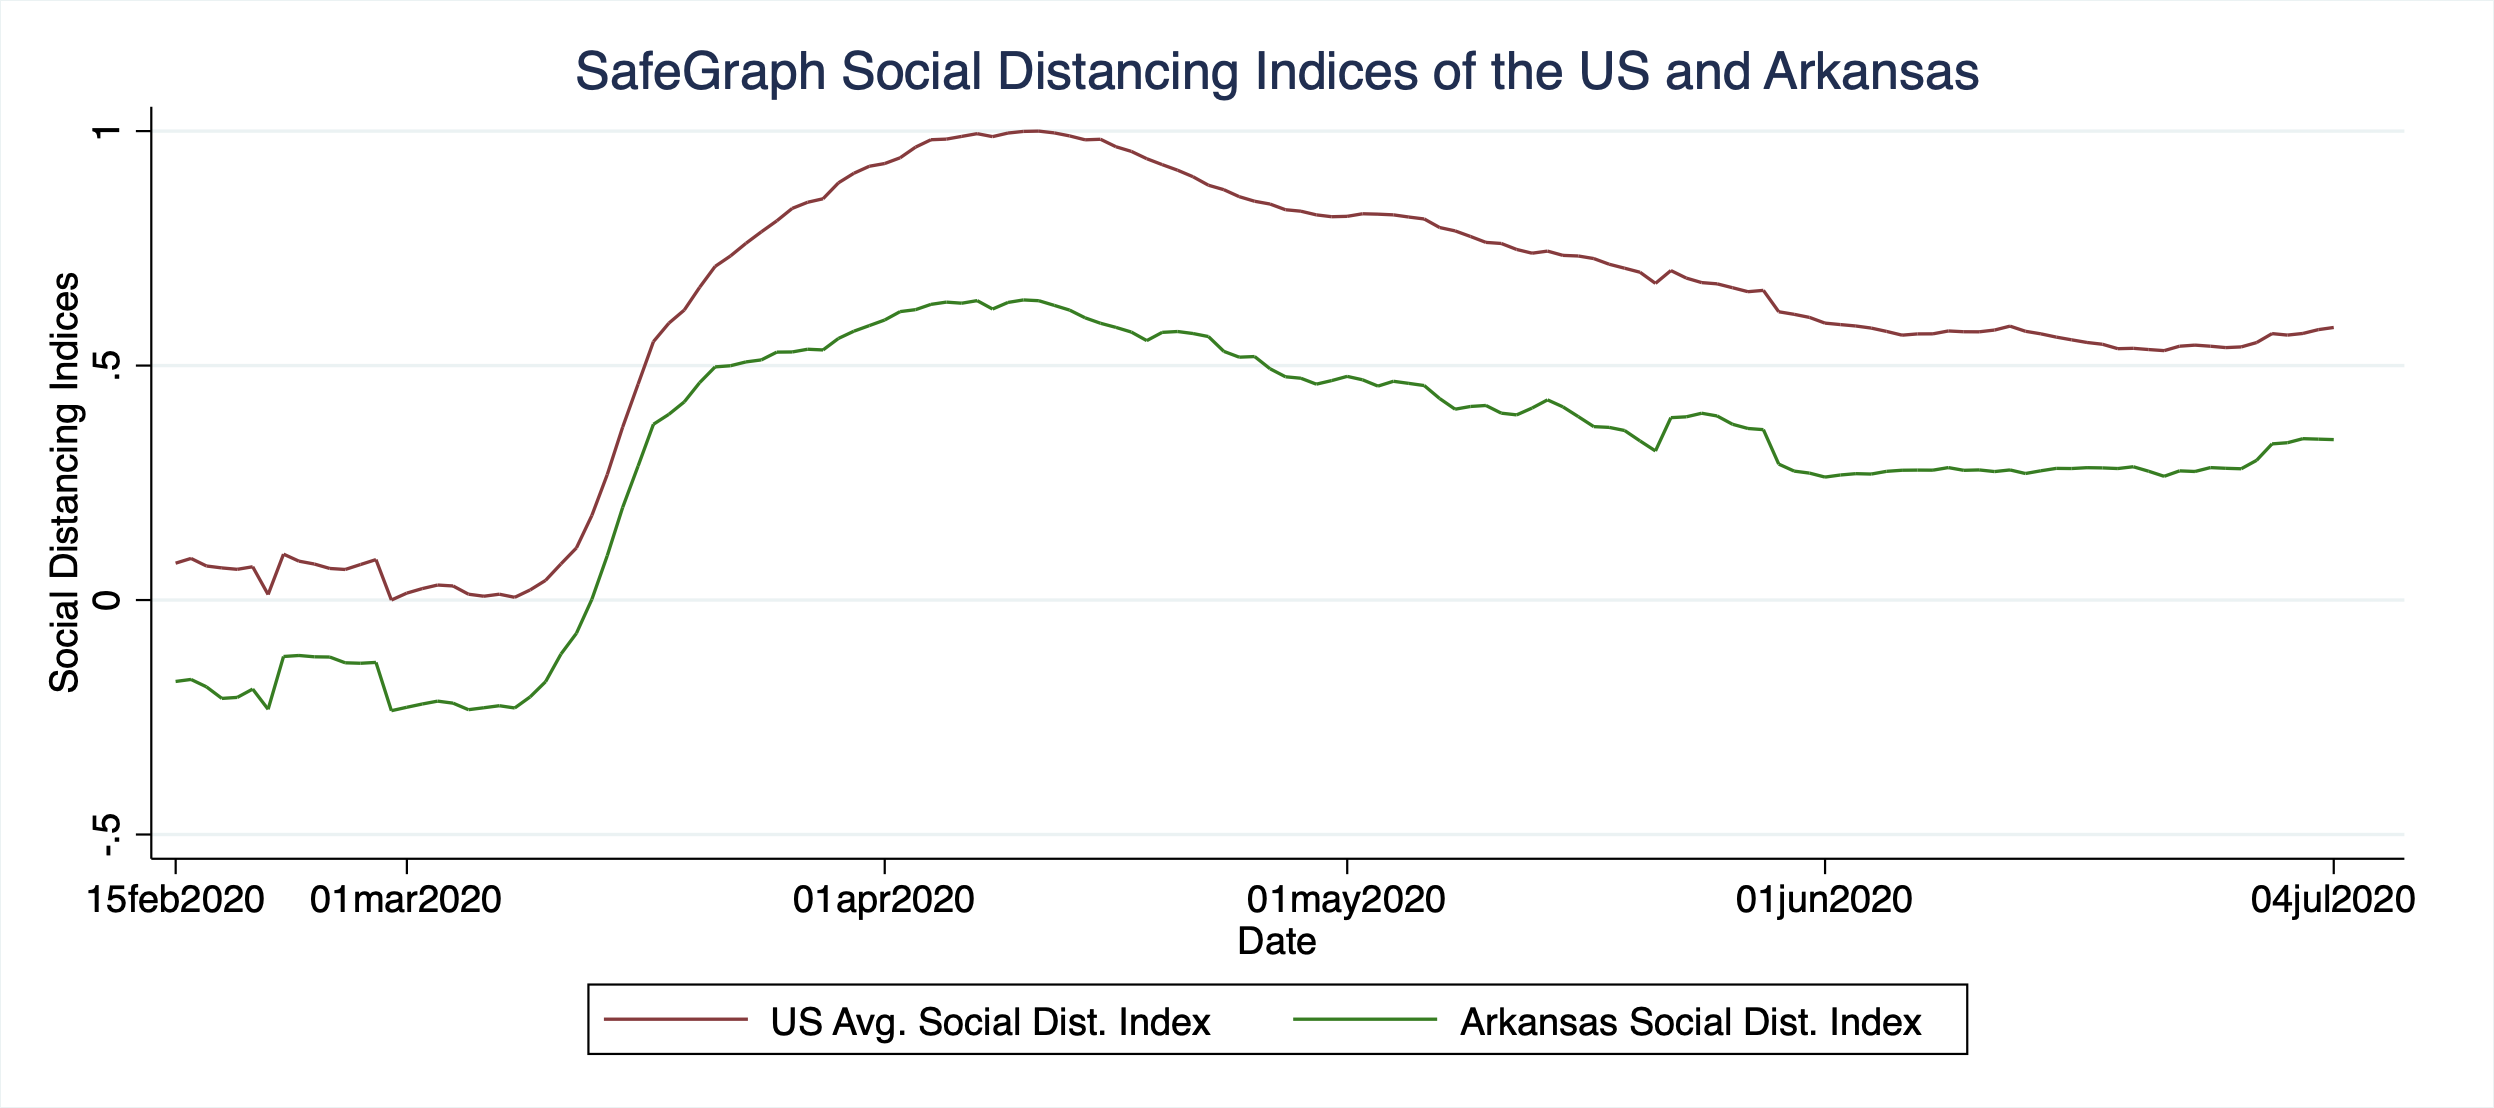 SafeGraph Social Distancing Indices of the US and Arkansas
Social Distancing Indices
1
.5
0
-.5
15feb2020 01mar2020 01apr2020 01may2020 01jun2020 04jul2020
Date
US Avg. Social Dist. Index Arkansas Social Dist. Index